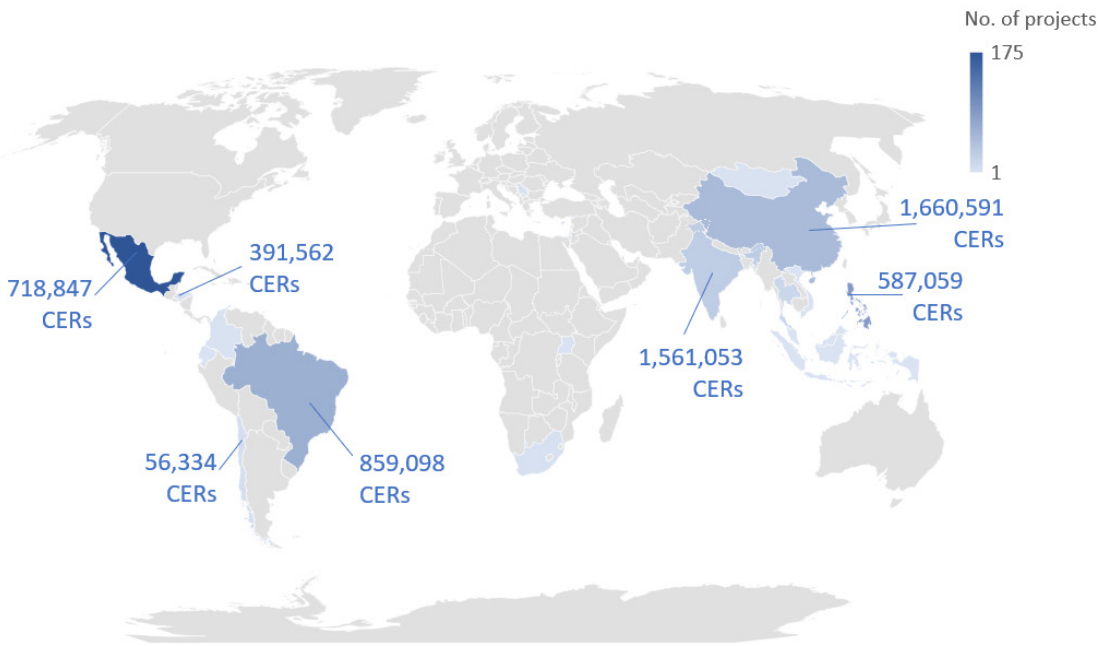 No. of projects
175
1
1,660,591
CERs
391,562
CERs
718,847
CERs
587,059
CERs
1,561,053
CERs
56,334
CERs
859,098
CERs